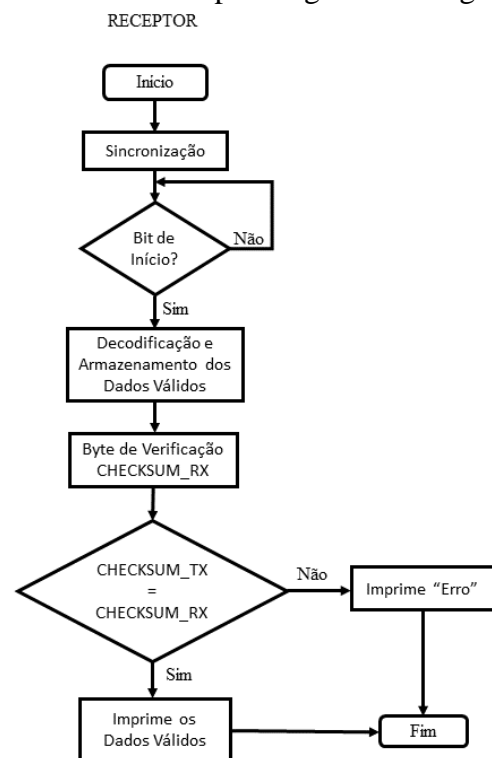 RECEPTOR
Início
Sincronização
Bit de
Início?
Não
Sim
Decodificação e
Armazenamento dos
Dados Válidos
Byte de Verificação
CHECKSUM_RX
CHECKSUM_TX
=
CHECKSUM_RX
Não
Imprime “Erro”
Sim
Imprime os
Dados Válidos
Fim